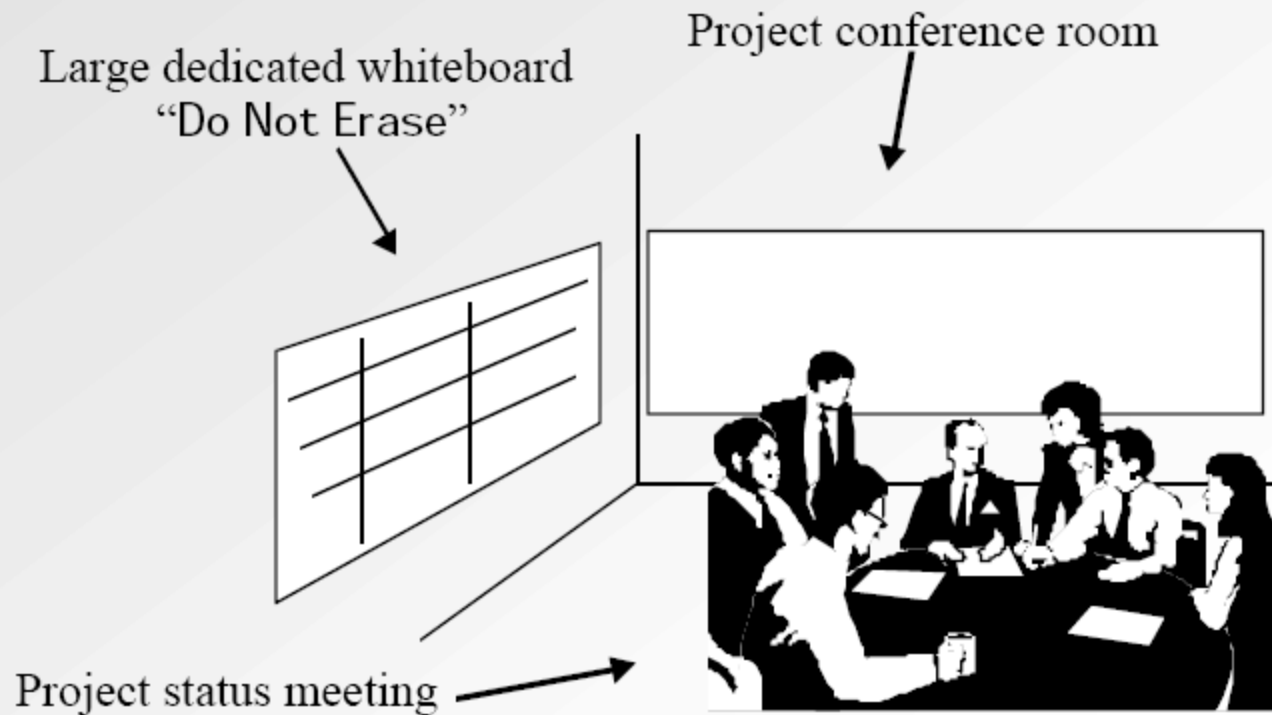 Project conference room
Large dedicated whiteboard
“Do Not Erase”
Project status meeting